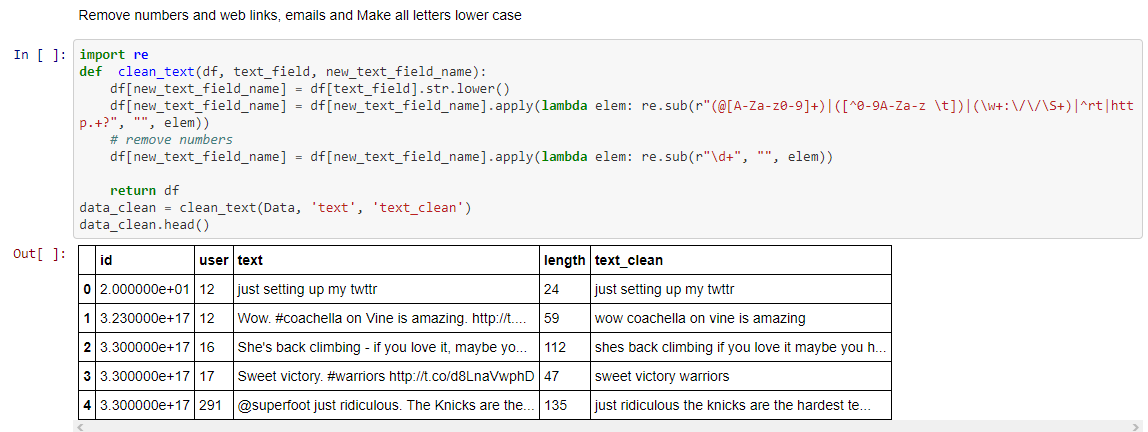 Remove numbers and web links, emails and Make all letters lower case
In [ ]: import re
def  clean_text(df, text_field, new_text_field_name):
    df[new_text_field_name] = df[text_field].str.lower()
    df[new_text_field_name] = df[new_text_field_name].apply(lambda elem: re.sub(r"(@[A-Za-z0-9]+)|([^0-9A-Za-z \t])|(\w+:\/\/\S+)|^rt|htt
p.+?", "", elem))
    # remove numbers
    df[new_text_field_name] = df[new_text_field_name].apply(lambda elem: re.sub(r"\d+", "", elem))
    return df
data_clean = clean_text(Data, 'text', 'text_clean')
data_clean.head()
Out[ ]:
id user text length text_clean
0 2.000000e+01 12 just setting up my twttr 24 just setting up my twttr
1 3.230000e+17 12 Wow. #coachella on Vine is amazing. http://t.... 59 wow coachella on vine is amazing
2 3.300000e+17 16 She's back climbing - if you love it, maybe yo... 112 shes back climbing if you love it maybe you h...
3 3.300000e+17 17 Sweet victory. #warriors http://t.co/d8LnaVwphD 47 sweet victory warriors
4 3.300000e+17 291 @superfoot just ridiculous. The Knicks are the... 135 just ridiculous the knicks are the hardest te...